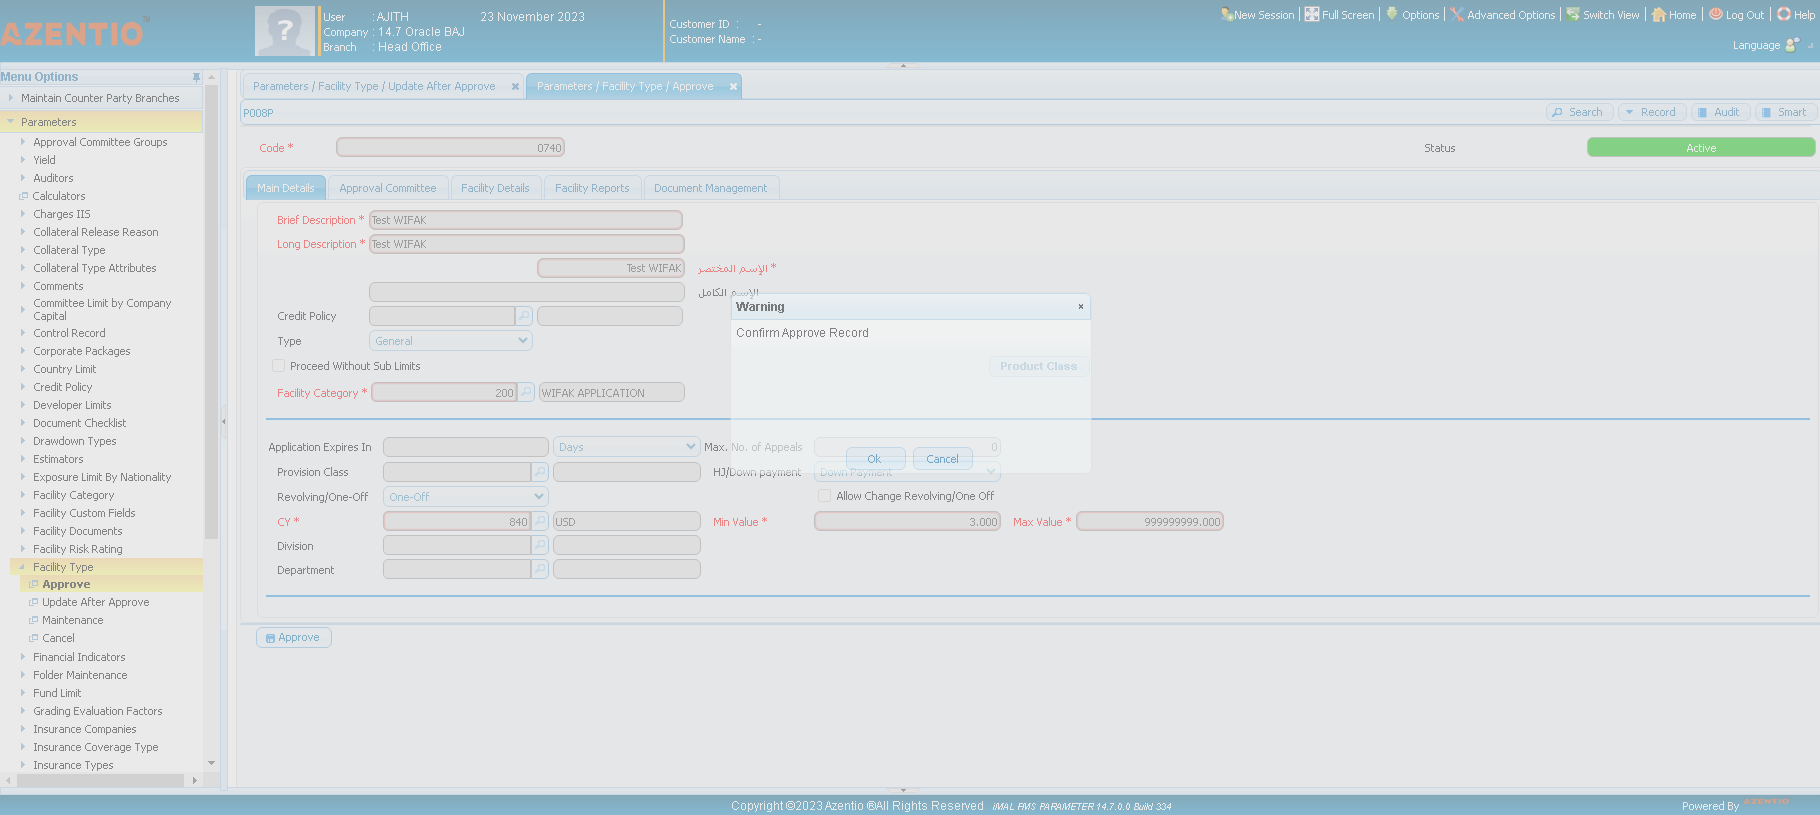 AZENTIO™
User : AJITH 23 November 2023
Company : 14.7 Oracle BAJ
Branch : Head Office
Customer ID : -
Customer Name : -
New Session Full Screen Options Advanced Options Switch View Home Log Out Help
Language
Menu Options
Maintain Counter Party Branches
Parameters
Approval Committee Groups
Yield
Auditors
Calculators
Charges IIS
Collateral Release Reason
Collateral Type
Collateral Type Attributes
Comments
Committee Limit by Company
Capital
Control Record
Corporate Packages
Country Limit
Credit Policy
Developer Limits
Document Checklist
Drawdown Types
Estimators
Exposure Limit By Nationality
Facility Category
Facility Custom Fields
Facility Documents
Facility Risk Rating
Facility Type
Approve
Update After Approve
Maintenance
Cancel
Financial Indicators
Folder Maintenance
Fund Limit
Grading Evaluation Factors
Insurance Companies
Insurance Coverage Type
Insurance Types
Parameters / Facility Type / Update After Approve
Parameters / Facility Type / Approve
P008P
Search Record Audit Smart
Code * 0740 Status Active
Main Details Approval Committee Facility Details Facility Reports Document Management
Brief Description * Test WIFAK
Long Description * Test WIFAK
Test WIFAK الإسم المختصر *
الإسم الكامل
Credit Policy
Type General
Proceed Without Sub Limits
Product Class
Facility Category * 200 WIFAK APPLICATION
Warning
Confirm Approve Record
Ok Cancel
Application Expires In Days Max. No. of Appeals 0
Provision Class HJ/Down payment Down Payment
Revolving/One-Off One-Off Allow Change Revolving/One Off
CY * 840 USD Min Value * 3.000 Max Value * 999999999.000
Division
Department
Approve
Copyright ©2023 Azentio ®All Rights Reserved iMAL PMS PARAMETER 14.7.0.0 Build 334
Powered By AZENTIO